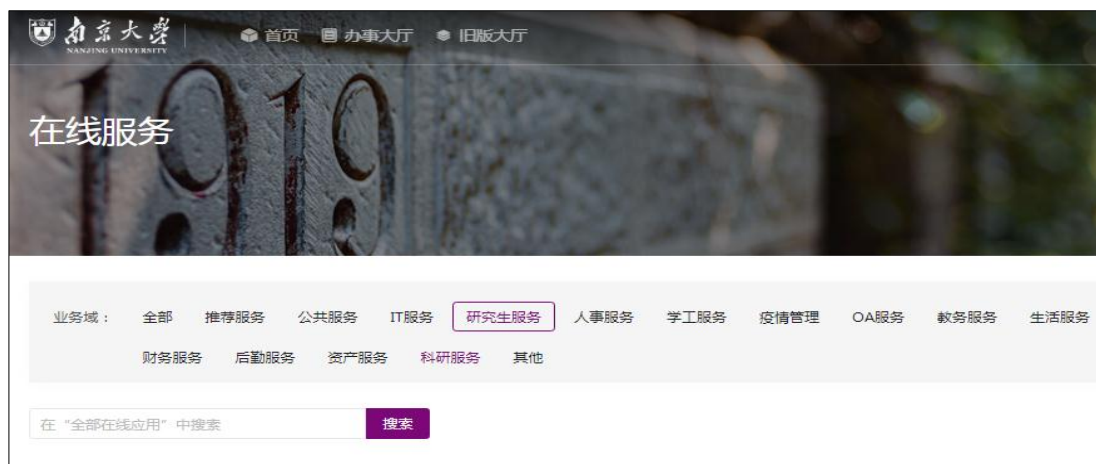 南京大学
NANJING UNIVERSITY
首页 办事大厅 旧版大厅
1919
在线服务
业务域： 全部 推荐服务 公共服务 IT服务 研究生服务 人事服务 学工服务 疫情管理 OA服务 教务服务 生活服务
财务服务 后勤服务 资产服务 科研服务 其他
在 "全部在线应用" 中搜索 搜索